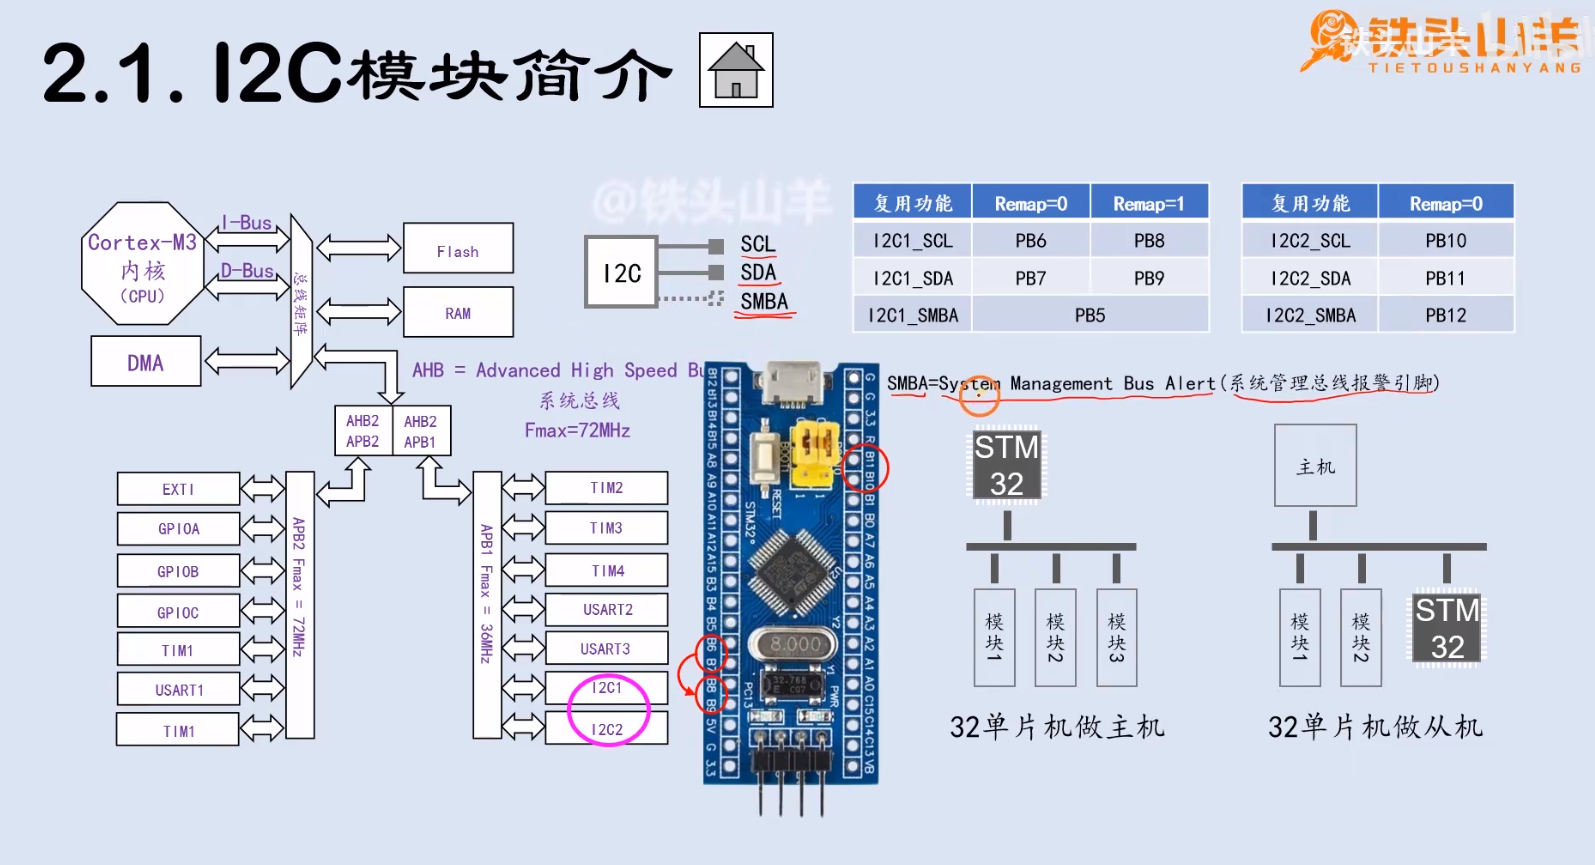 2.1. I2C模块简介
铁头山羊
TIETOUSHANYANG
@铁头山羊
Cortex-M3
内核
(CPU)
I-Bus
D-Bus
总线矩阵
Flash
RAM
DMA
AHB = Advanced High Speed Bu
系统总线
Fmax=72MHz
AHB2
APB2
AHB2
APB1
EXTI
GPIOA
GPIOB
GPIOC
TIM1
USART1
TIM1
APB2 Fmax = 72MHz
APB1 Fmax = 36MHz
TIM2
TIM3
TIM4
USART2
USART3
I2C1
I2C2
I2C
SCL
SDA
SMBA
复用功能 Remap=0 Remap=1
I2C1_SCL PB6 PB8
I2C1_SDA PB7 PB9
I2C1_SMBA PB5
复用功能 Remap=0
I2C2_SCL PB10
I2C2_SDA PB11
I2C2_SMBA PB12
SMBA=System Management Bus Alert(系统管理总线报警引脚)
B12 B13 B14 B15 A8 A9 A10 A11 A12 A15 B3 B4 B5 B6 B7 B8 B9 5V G 3.3
G G 3.3 R B11 B10 B1 B0 A7 A6 A5 A4 A3 A2 A1 A0 C15 C14 C13 VB
RESET
STM32
8.000
Y2
Y1
PC13
PWR
STM
32
模块1
模块2
模块3
32单片机做主机
主机
模块1
模块2
STM
32
32单片机做从机